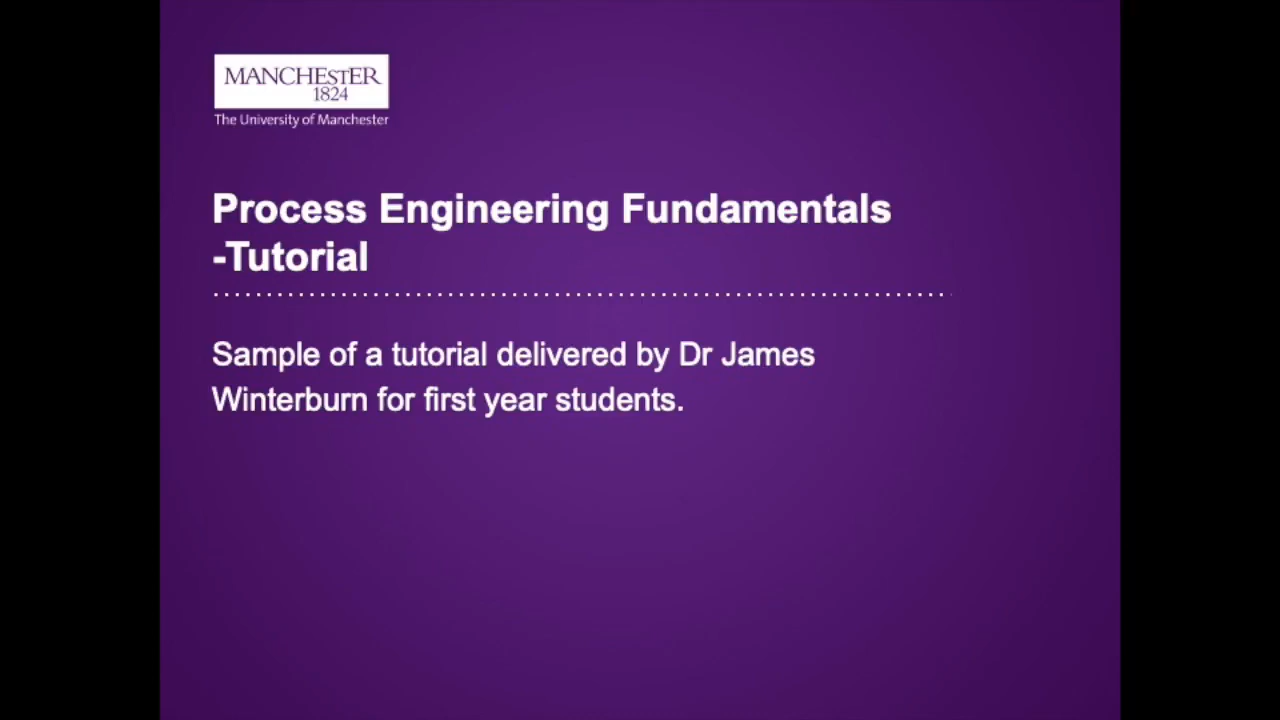 MANCHESTER
1824
The University of Manchester
Process Engineering Fundamentals
-Tutorial
Sample of a tutorial delivered by Dr James
Winterburn for first year students.